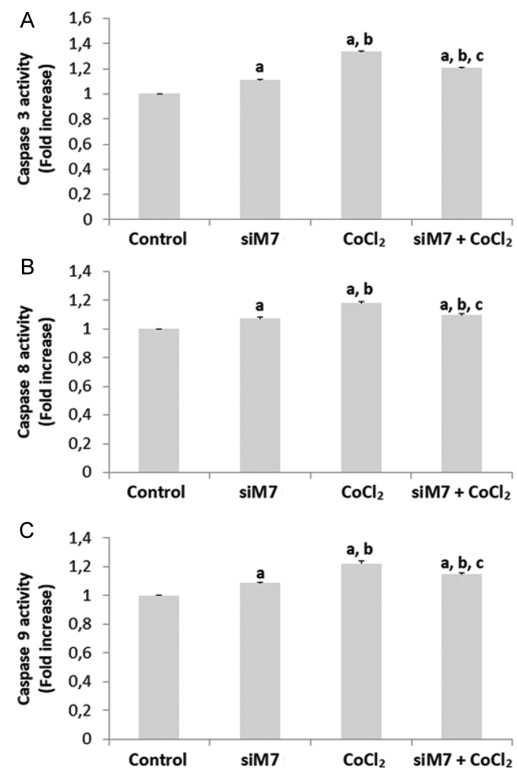 A
Caspase 3 activity
(Fold increase)
1,6
1,4
1,2
1
0,8
0,6
0,4
0,2
0
a
a, b
a, b, c
Control
siM7
CoCl₂
siM7 + CoCl₂
B
Caspase 8 activity
(Fold increase)
1,4
1,2
1
0,8
0,6
0,4
0,2
0
a
a, b
a, b, c
Control
siM7
CoCl₂
siM7 + CoCl₂
C
Caspase 9 activity
(Fold increase)
1,4
1,2
1
0,8
0,6
0,4
0,2
0
a
a, b
a, b, c
Control
siM7
CoCl₂
siM7 + CoCl₂